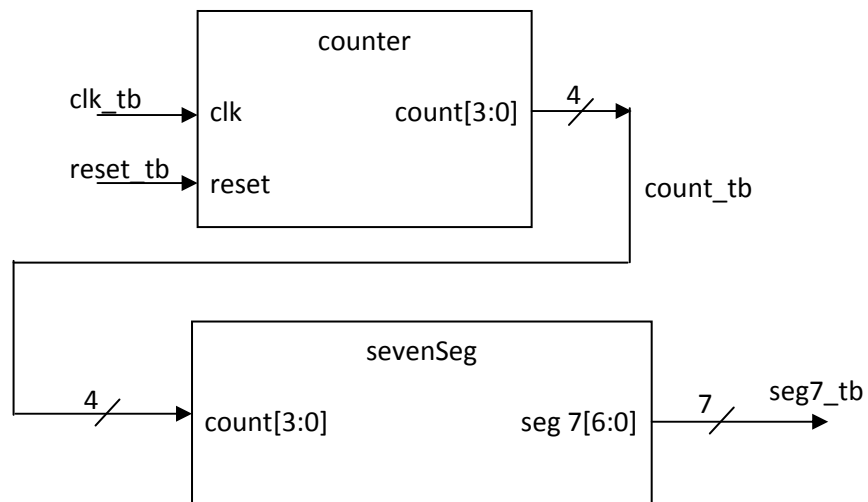 counter
clk_tb
clk
count[3:0]
4
reset_tb
reset
count_tb
sevenSeg
4
count[3:0]
seg 7[6:0]
7
seg7_tb